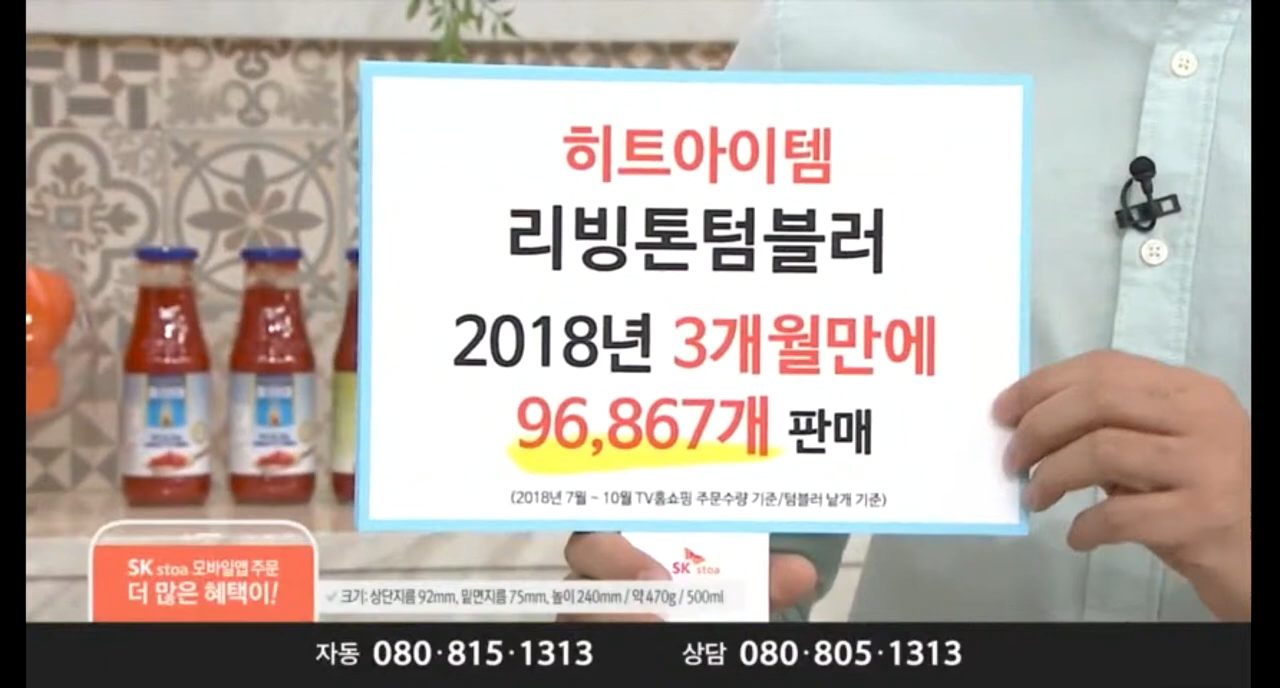 히트아이템
리빙톤텀블러
2018년 3개월만에
96,867개 판매
(2018년 7월 ~ 10월 TV홈쇼핑 주문수량 기준/텀블러 낱개 기준)
SK stoa
SK stoa 모바일앱 주문
더 많은 혜택이!
크기: 상단지름 92mm, 밑면지름 75mm, 높이 240mm / 약 470g / 500ml
자동 080·815·1313 상담 080·805·1313